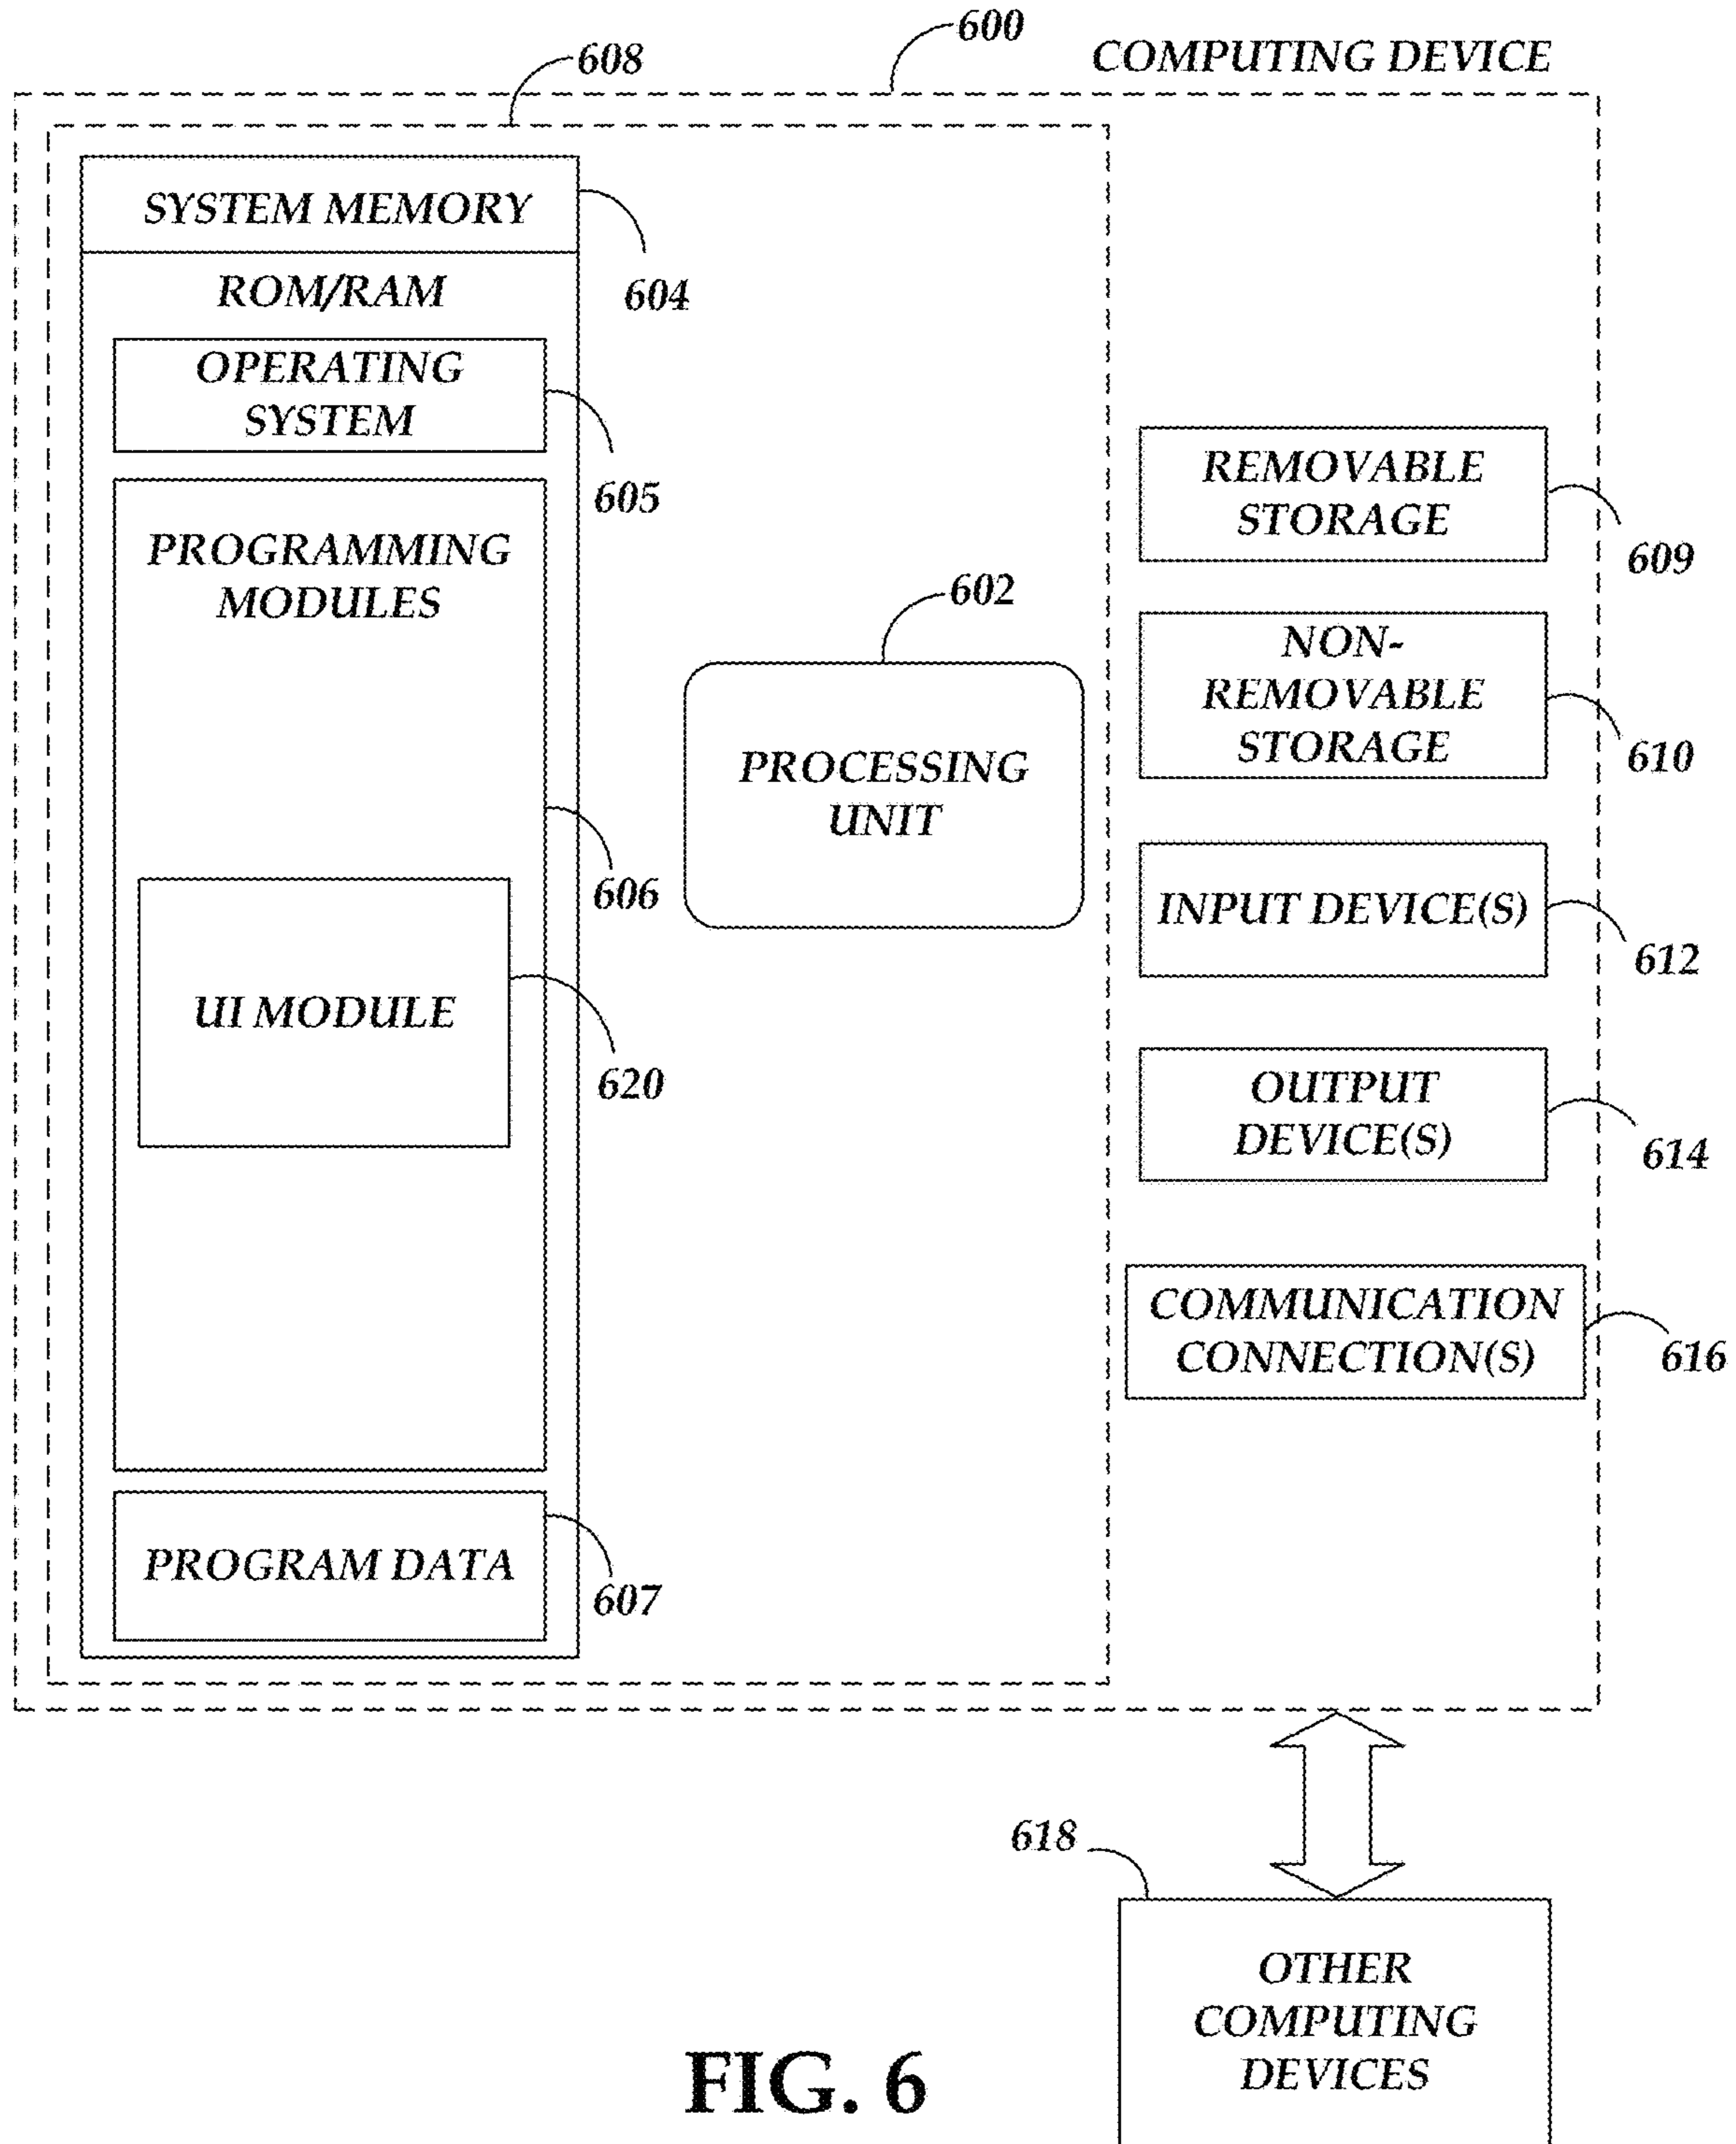 600
COMPUTING DEVICE
608
SYSTEM MEMORY
604
ROM/RAM
OPERATING
SYSTEM
605
PROGRAMMING
MODULES
606
UI MODULE
620
PROGRAM DATA
607
602
PROCESSING
UNIT
REMOVABLE
STORAGE
609
NON-
REMOVABLE
STORAGE
610
INPUT DEVICE(S)
612
OUTPUT
DEVICE(S)
614
COMMUNICATION
CONNECTION(S)
616
618
OTHER
COMPUTING
DEVICES
FIG. 6